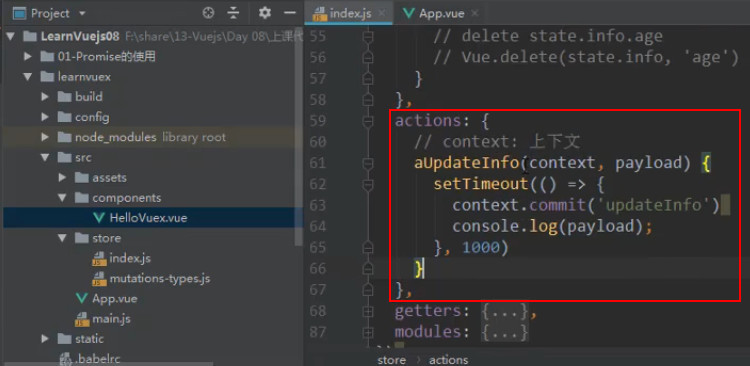 Project
LearnVuejs08 F:\share\13-Vuejs\Day 08\上课代
01-Promise的使用
learnvuex
build
config
node_modules library root
src
assets
components
HelloVuex.vue
store
index.js
mutations-types.js
App.vue
main.js
static
.babelrc
index.js
App.vue
55 // delete state.info.age
56 // Vue.delete(state.info, 'age')
57 }
58 },
59 actions: {
60 // context: 上下文
61 aUpdateInfo(context, payload) {
62 setTimeout(() => {
63 context.commit('updateInfo')
64 console.log(payload);
65 }, 1000)
66 }
67 },
68 getters: {...},
87 modules: {...}
store › actions